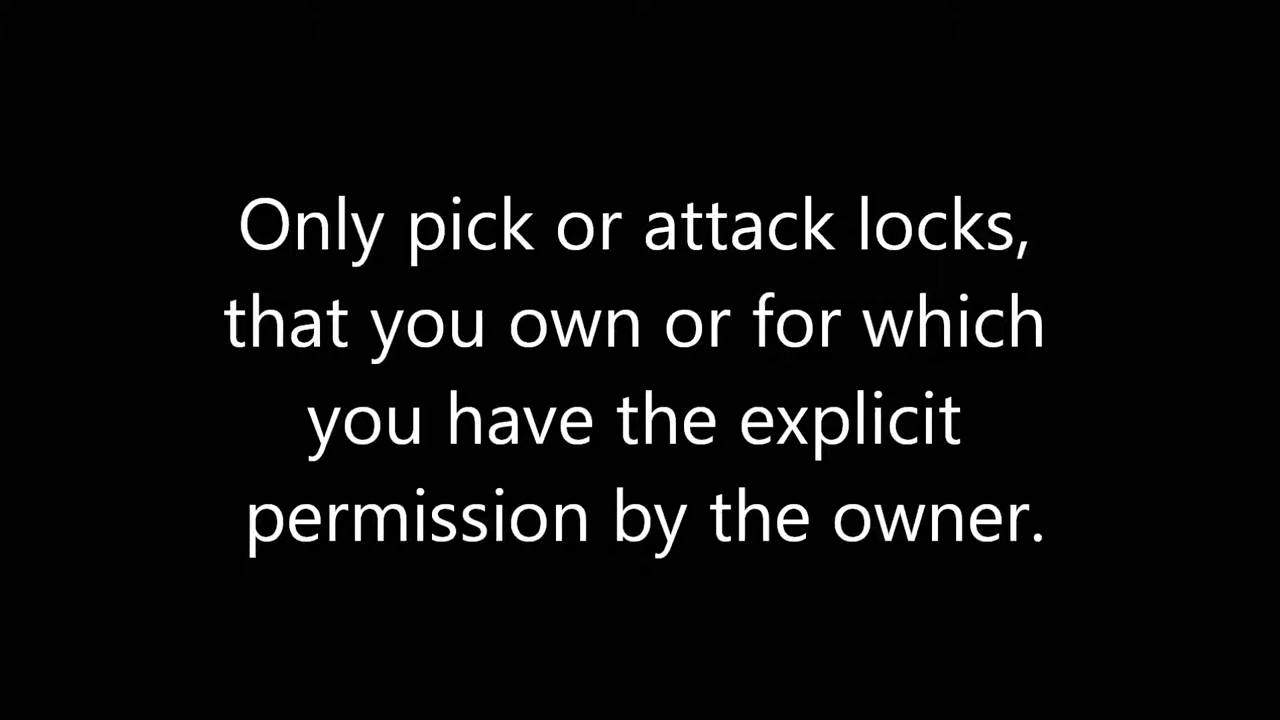 Only pick or attack locks,
that you own or for which
you have the explicit
permission by the owner.